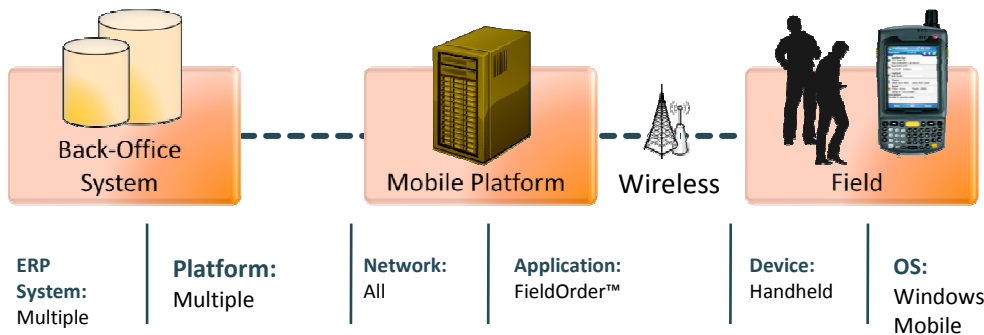 Back-Office
System
Mobile Platform
Wireless
Field
ERP
System:
Multiple
Platform:
Multiple
Network:
All
Application:
FieldOrder™
Device:
Handheld
OS:
Windows
Mobile